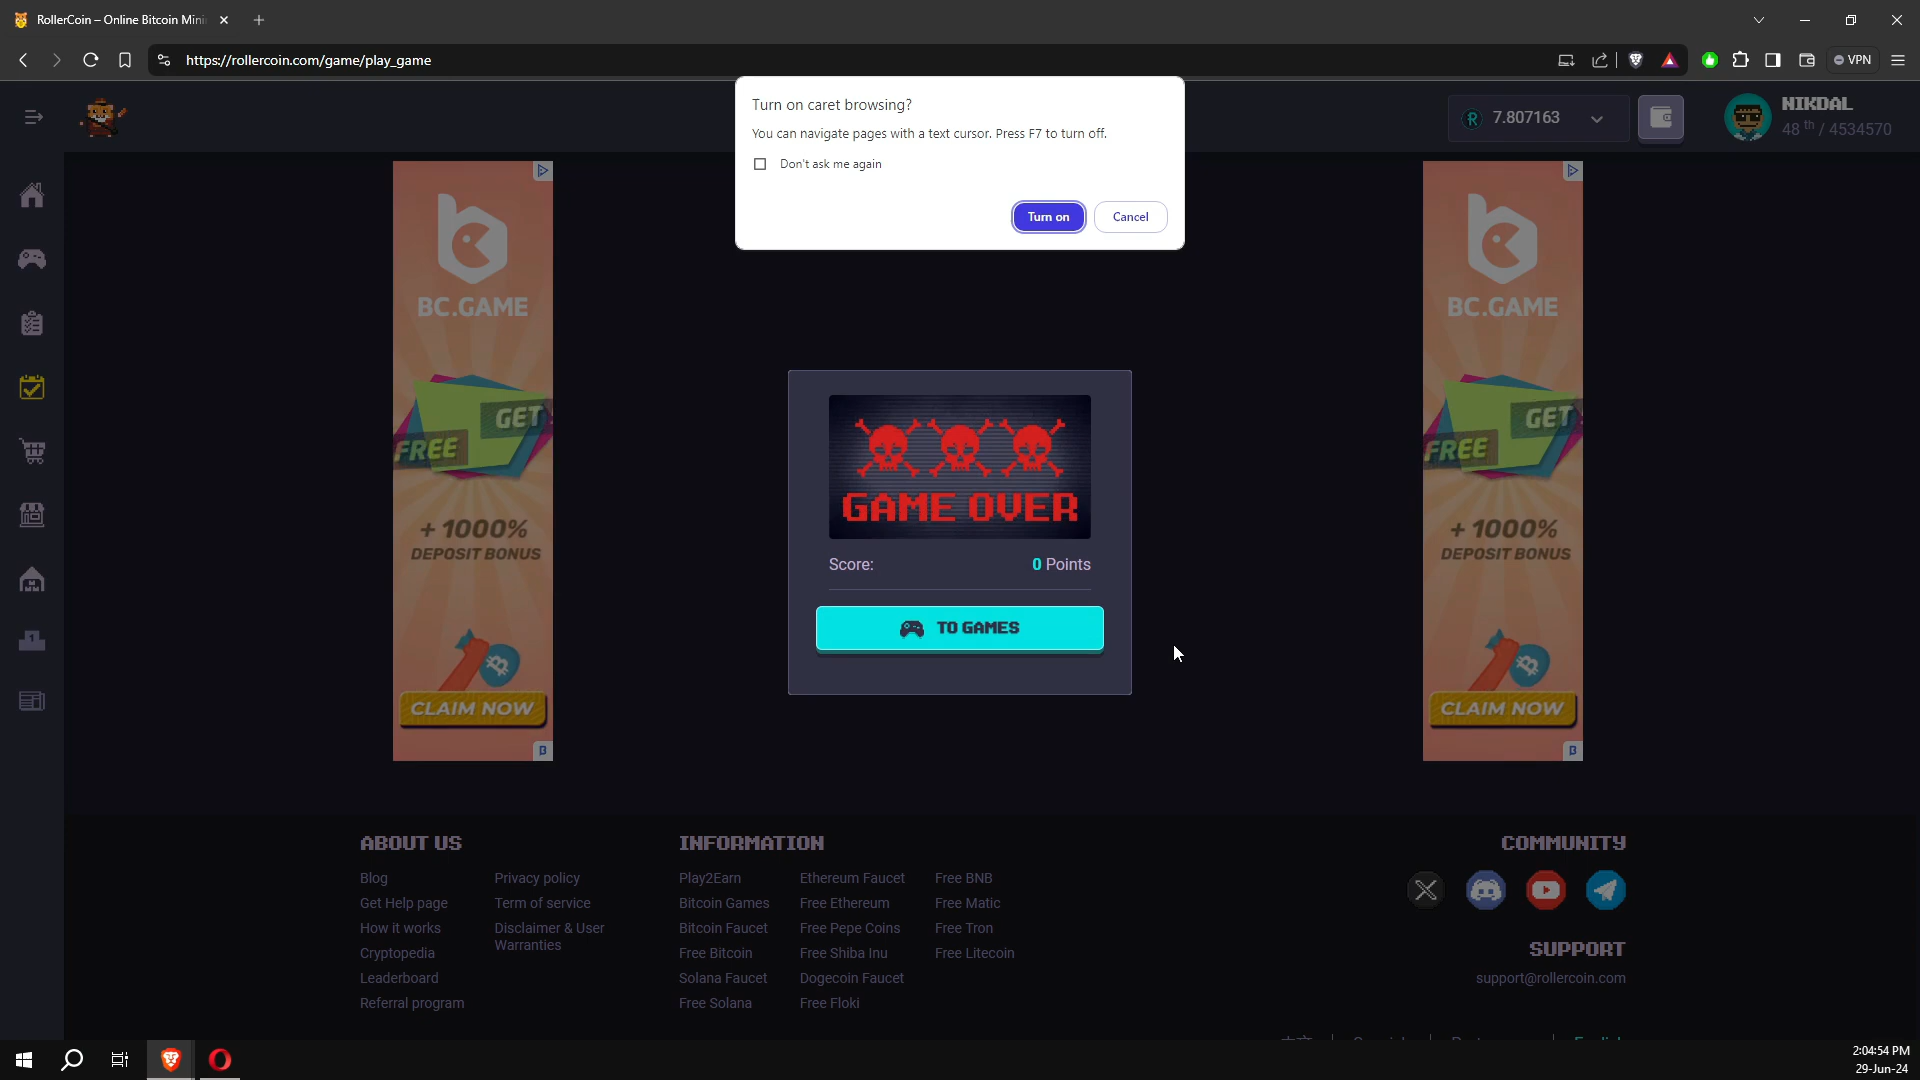 RollerCoin – Online Bitcoin Mini
https://rollercoin.com/game/play_game
VPN
Turn on caret browsing?
You can navigate pages with a text cursor. Press F7 to turn off.
Don't ask me again
Turn on
Cancel
7.807163
NIKDAL
48 th / 4534570
BC.GAME
GET
FREE
+ 1000%
DEPOSIT BONUS
CLAIM NOW
GAME OVER
Score:
0 Points
TO GAMES
BC.GAME
GET
FREE
+ 1000%
DEPOSIT BONUS
CLAIM NOW
ABOUT US
Blog
Get Help page
How it works
Cryptopedia
Leaderboard
Referral program
Privacy policy
Term of service
Disclaimer & User
Warranties
INFORMATION
Play2Earn
Bitcoin Games
Bitcoin Faucet
Free Bitcoin
Solana Faucet
Free Solana
Ethereum Faucet
Free Ethereum
Free Pepe Coins
Free Shiba Inu
Dogecoin Faucet
Free Floki
Free BNB
Free Matic
Free Tron
Free Litecoin
COMMUNITY
SUPPORT
support@rollercoin.com
2:04:54 PM
29-Jun-24